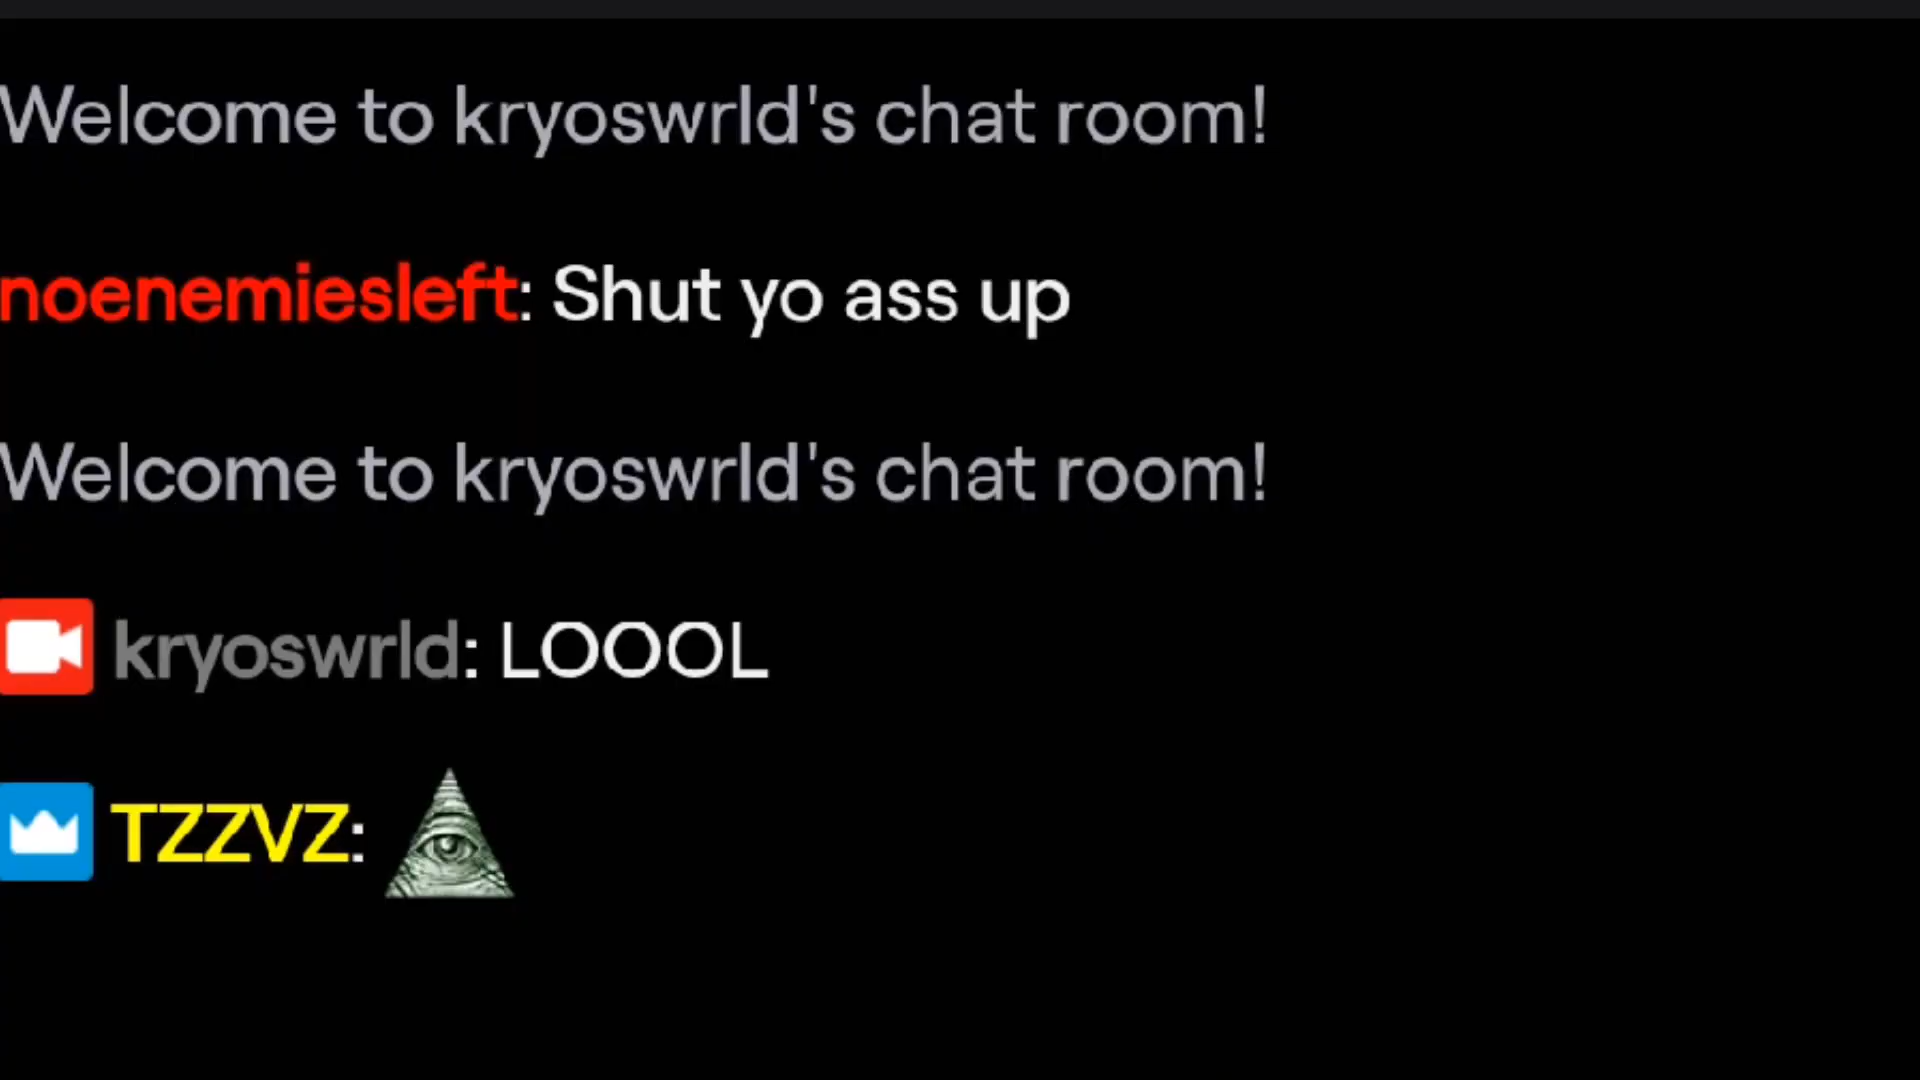 Welcome to kryoswrld's chat room!
noenemiesleft: Shut yo ass up
Welcome to kryoswrld's chat room!
kryoswrld: LOOOL
TZZVZ: